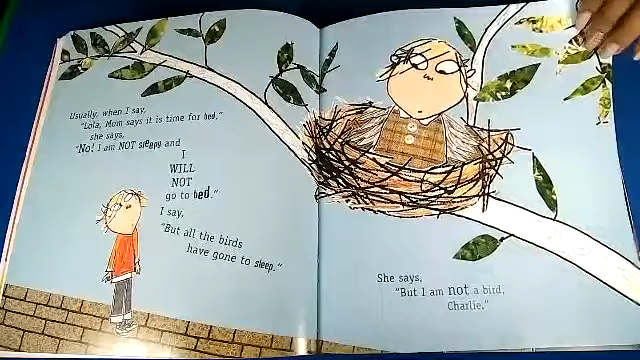 Usually, when I say,
"Lola, Mom says it is time for bed,"
she says,
"No! I am NOT sleepy and
I
WILL
NOT
go to bed."
I say,
"But all the birds
have gone to sleep."
She says,
"But I am not a bird,
Charlie."